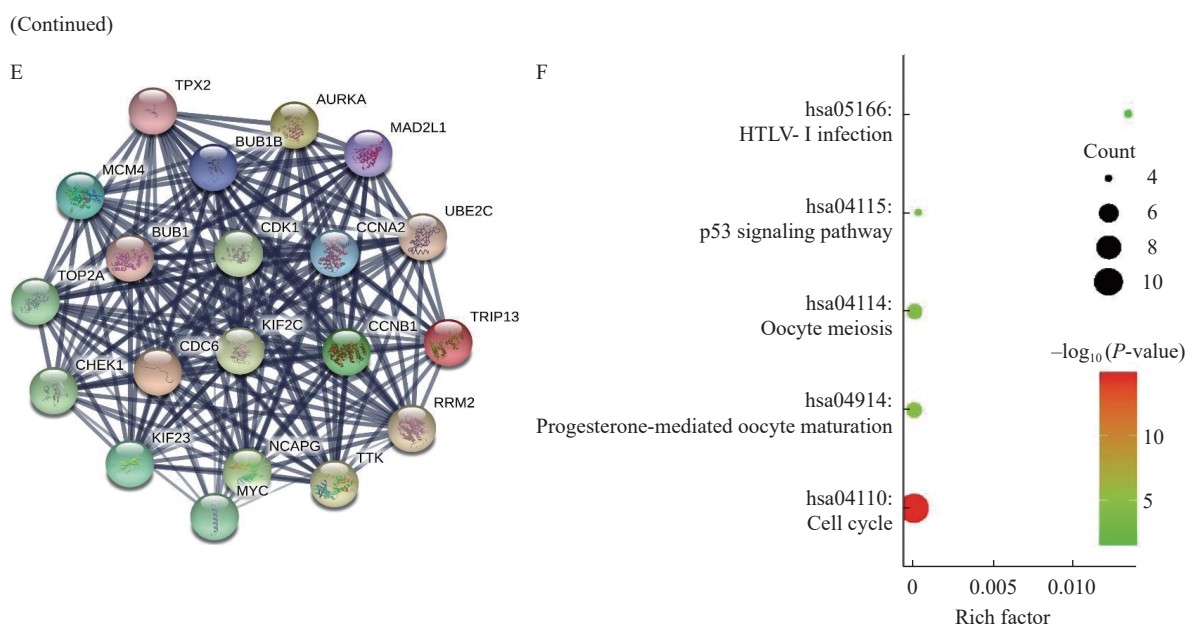 (Continued)
E
TPX2
AURKA
BUB1B
MAD2L1
MCM4
UBE2C
BUB1
CDK1
CCNA2
TOP2A
TRIP13
KIF2C
CCNB1
CDC6
CHEK1
RRM2
KIF23
NCAPG
TTK
MYC
F
hsa05166:
HTLV- I infection
hsa04115:
p53 signaling pathway
hsa04114:
Oocyte meiosis
hsa04914:
Progesterone-mediated oocyte maturation
hsa04110:
Cell cycle
0 0.005 0.010
Rich factor
Count
4
6
8
10
–log₁₀ (P-value)
10
5